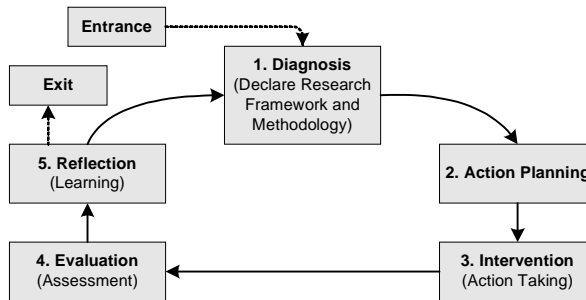 Entrance
1. Diagnosis
(Declare Research
Framework and
Methodology)
Exit
5. Reflection
(Learning)
2. Action Planning
4. Evaluation
(Assessment)
3. Intervention
(Action Taking)